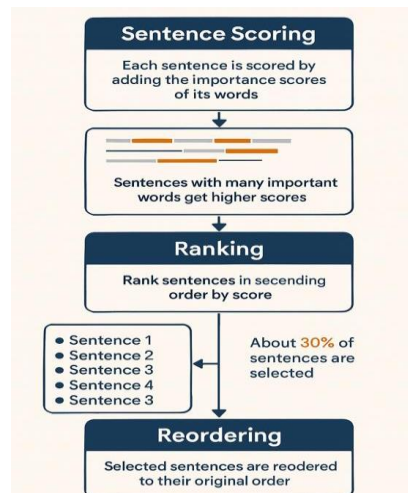 Sentence Scoring
Each sentence is scored by
adding the importance scores
of its words
Sentences with many important
words get higher scores
Ranking
Rank sentences in secending
order by score
• Sentence 1
• Sentence 2
• Sentence 3
• Sentence 4
• Sentence 3
About 30% of
sentences are
selected
Reordering
Selected sentences are reodered
to their original order